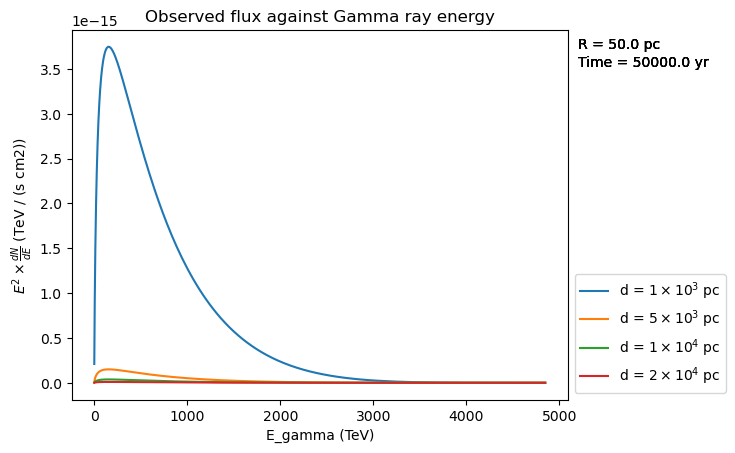 Observed flux against Gamma ray energy
1e−15
R = 50.0 pc
Time = 50000.0 yr
3.5
3.0
2.5
2.0
1.5
1.0
0.5
0.0
E² × dN/dE (TeV / (s cm2))
0
1000
2000
3000
4000
5000
E_gamma (TeV)
d = 1 × 10³ pc
d = 5 × 10³ pc
d = 1 × 10⁴ pc
d = 2 × 10⁴ pc